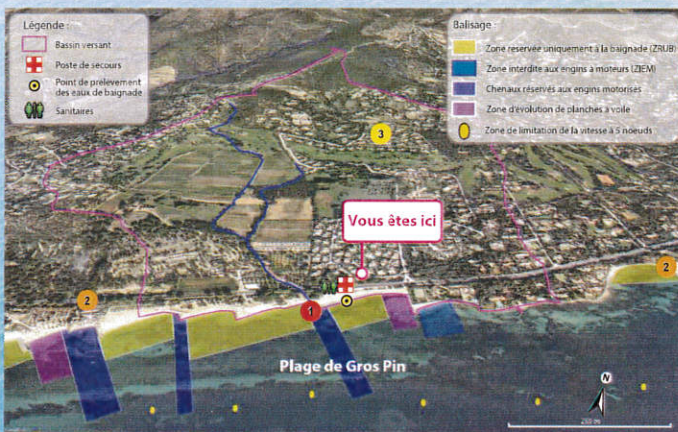 Légende :
Bassin versant
Poste de secours
Point de prélèvement
des eaux de baignade
Sanitaires
Balisage :
Zone réservée uniquement à la baignade (ZRUB)
Zone interdite aux engins à moteurs (ZIEM)
Chenaux réservés aux engins motorisés
Zone d'évolution de planches à voile
Zone de limitation de la vitesse à 5 noeuds
3
Vous êtes ici
2
2
1
Plage de Gros Pin
N
250 m